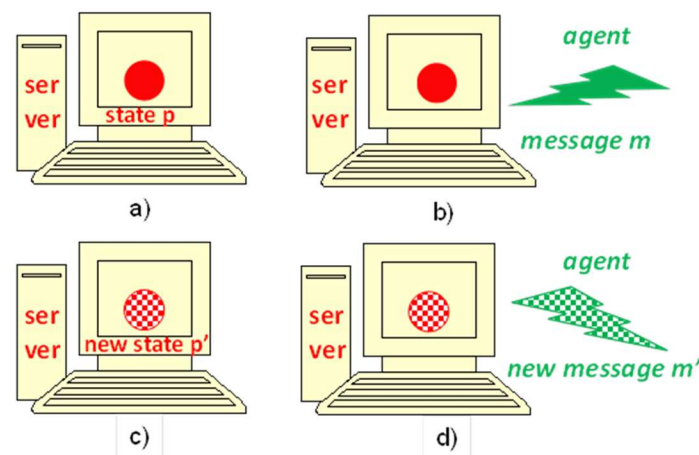 ser
ver
state p
a)
ser
ver
agent
message m
b)
ser
ver
new state p’
c)
ser
ver
agent
new message m’
d)